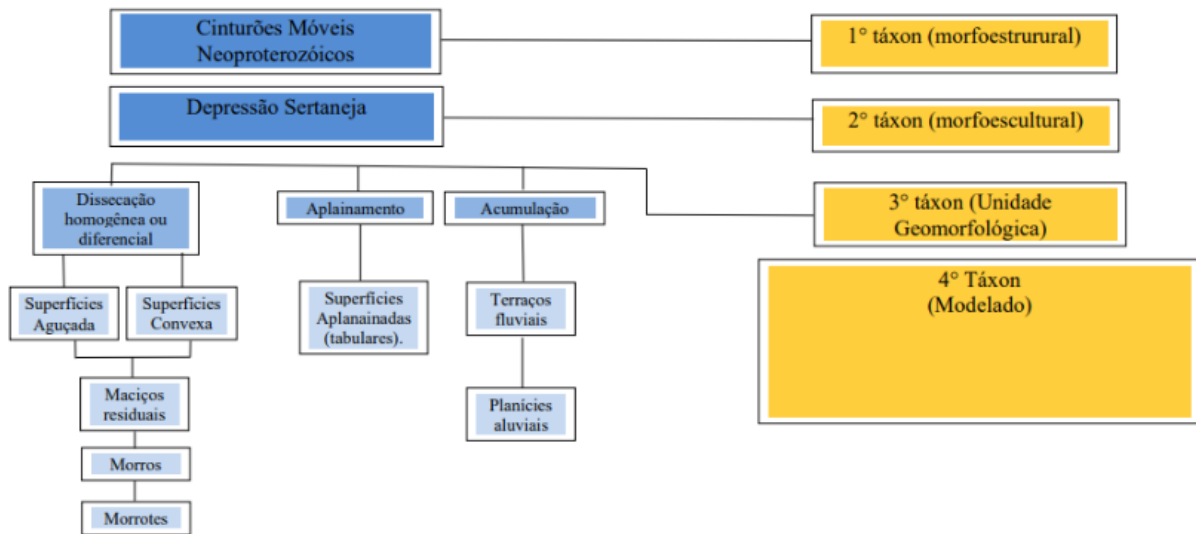 Cinturões Móveis
Neoproterozóicos
1° táxon (morfoestrurural)
Depressão Sertaneja
2° táxon (morfoescultural)
Dissecação
homogênea ou
diferencial
Aplainamento
Acumulação
3° táxon (Unidade
Geomorfológica)
4° Táxon
(Modelado)
Superfícies
Aguçada
Superfícies
Convexa
Superfícies
Aplanainadas
(tabulares).
Terraços
fluviais
Maciços
residuais
Planícies
aluviais
Morros
Morrotes